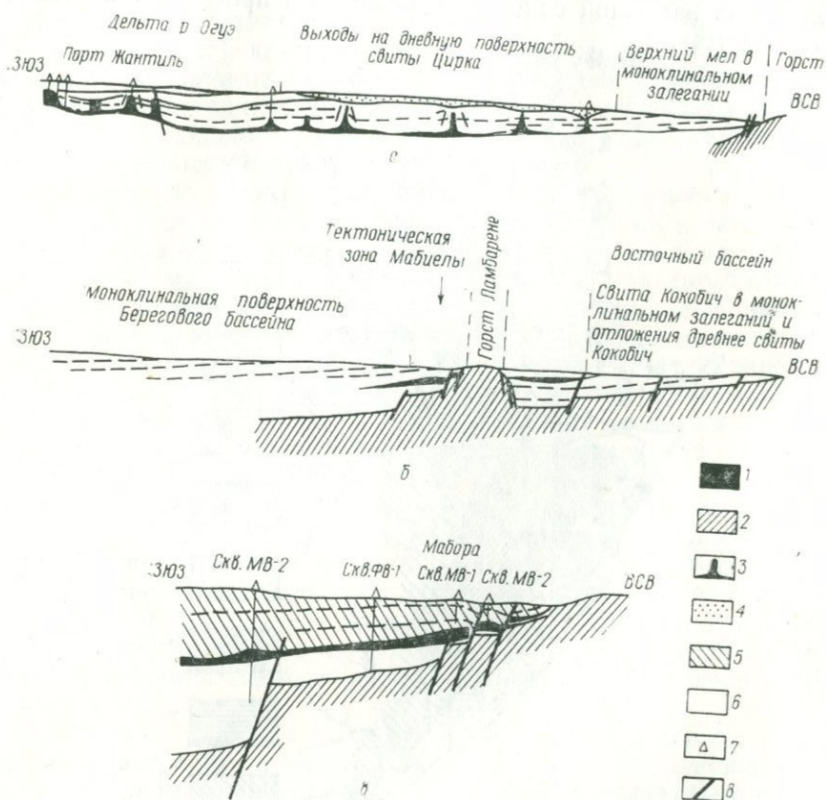 Дельта р Огуэ
Порт Жантиль
Выходы на дневную поверхность
свиты Цирка
Верхний мел в
моноклинальном
залегании
Горст
ЗЮЗ
ВСВ
а
Тектоническая
зона Мабиелы
Горст Ламбарене
Восточный бассейн
Моноклинальная поверхность
Берегового бассейна
Свита Кокобич в монок-
линальном залегании и
отложения древнее свиты
Кокобич
ЗЮЗ
ВСВ
б
Мабора
ЗЮЗ
Скв. МВ-2
Скв. ФВ-1
Скв. МВ-1
Скв. МВ-2
ВСВ
в
1
2
3
4
5
6
7
8